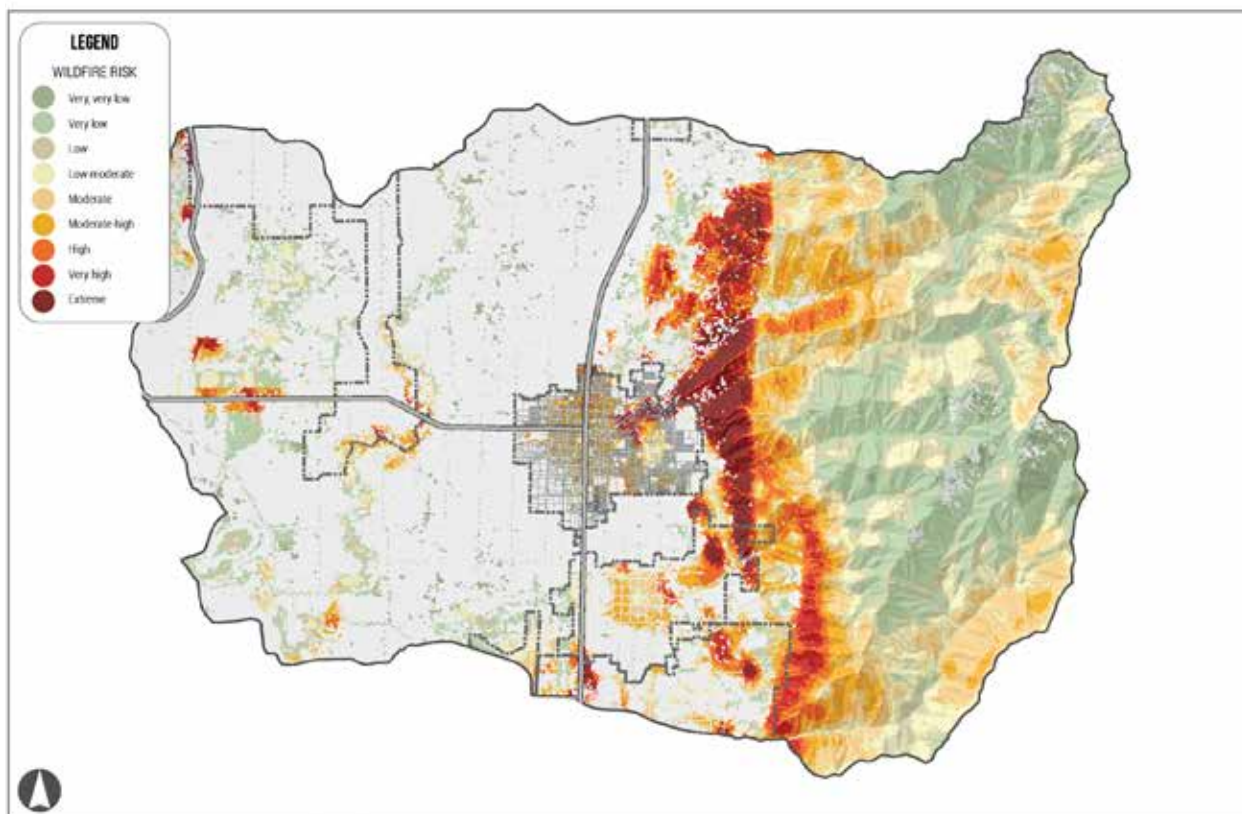 LEGEND
WILDFIRE RISK
Very, very low
Very low
Low
Low-moderate
Moderate
Moderate-high
High
Very high
Extreme